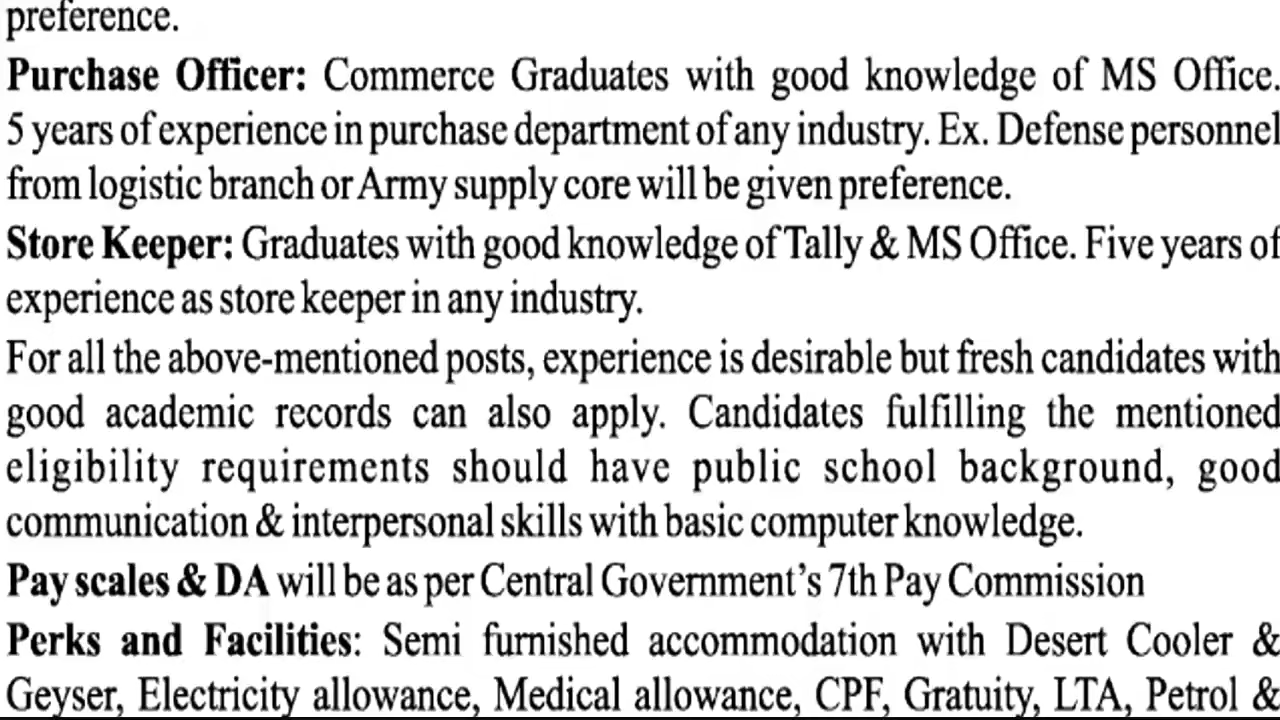 preference.
Purchase Officer: Commerce Graduates with good knowledge of MS Office.
5 years of experience in purchase department of any industry. Ex. Defense personnel
from logistic branch or Army supply core will be given preference.
Store Keeper: Graduates with good knowledge of Tally & MS Office. Five years of
experience as store keeper in any industry.
For all the above-mentioned posts, experience is desirable but fresh candidates with
good academic records can also apply. Candidates fulfilling the mentioned
eligibility requirements should have public school background, good
communication & interpersonal skills with basic computer knowledge.
Pay scales & DA will be as per Central Government's 7th Pay Commission
Perks and Facilities: Semi furnished accommodation with Desert Cooler &
Geyser, Electricity allowance, Medical allowance, CPF, Gratuity, LTA, Petrol &